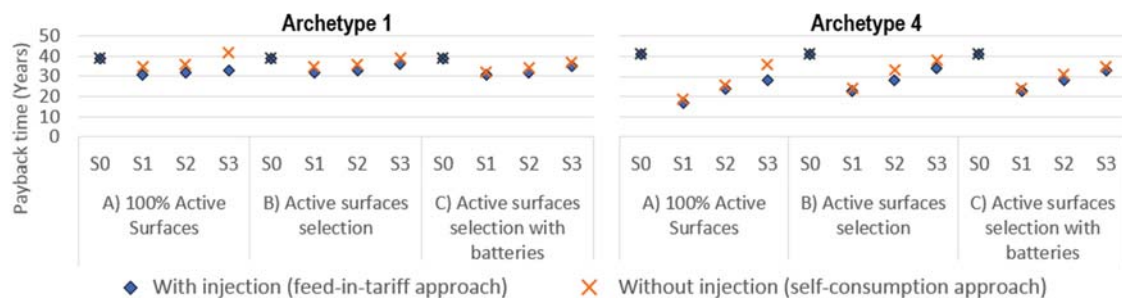 Archetype 1
Archetype 4
Payback time (Years)
50
40
30
20
10
0
S0 S1 S2 S3 S0 S1 S2 S3 S0 S1 S2 S3
S0 S1 S2 S3 S0 S1 S2 S3 S0 S1 S2 S3
A) 100% Active
Surfaces
B) Active surfaces
selection
C) Active surfaces
selection with
batteries
A) 100% Active
Surfaces
B) Active surfaces
selection
C) Active surfaces
selection with
batteries
With injection (feed-in-tariff approach)
Without injection (self-consumption approach)